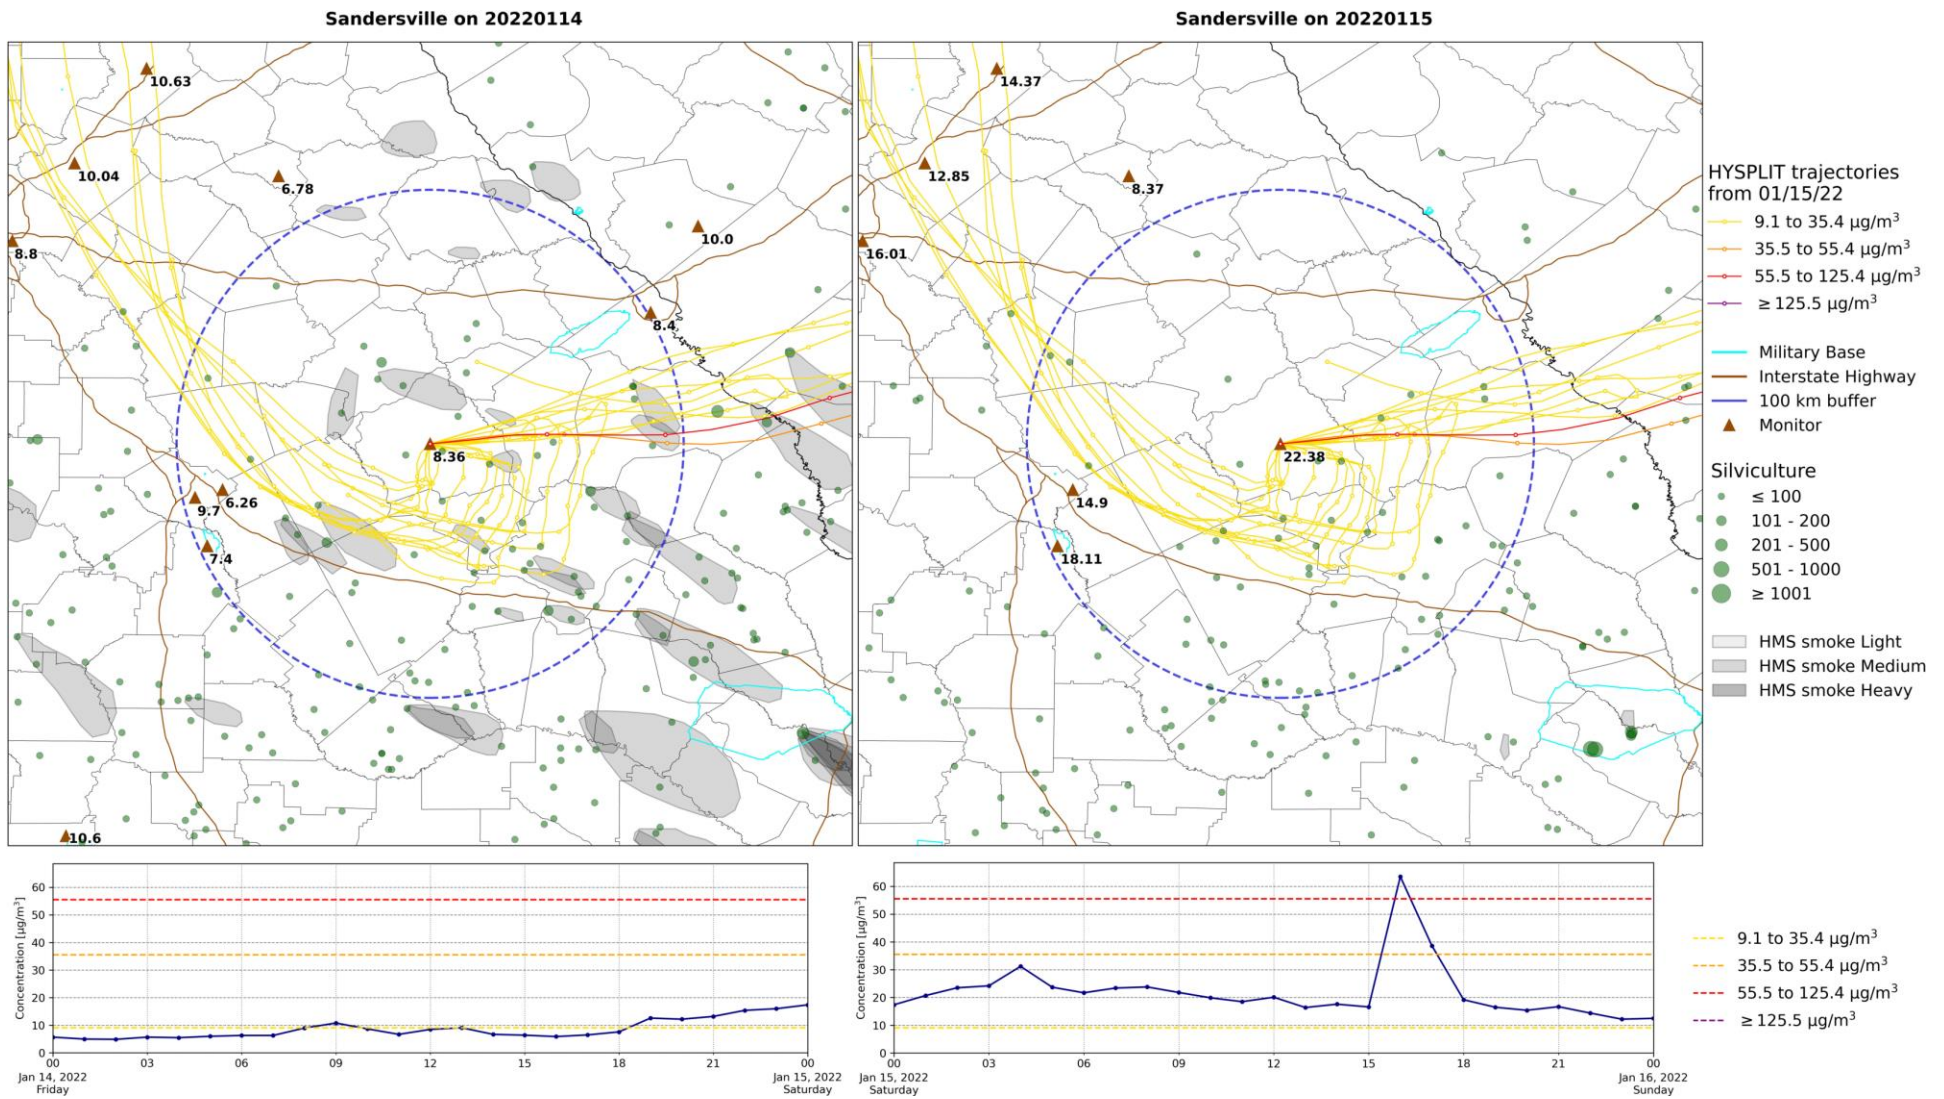 Sandersville on 20220114
Sandersville on 20220115
10.63
10.04
6.78
8.8
10.0
8.4
8.36
6.26
9.7
7.4
10.6
14.37
12.85
8.37
16.01
22.38
14.9
18.11
HYSPLIT trajectories
from 01/15/22
9.1 to 35.4 µg/m³
35.5 to 55.4 µg/m³
55.5 to 125.4 µg/m³
≥ 125.5 µg/m³
Military Base
Interstate Highway
100 km buffer
Monitor
Silviculture
≤ 100
101 - 200
201 - 500
501 - 1000
≥ 1001
HMS smoke Light
HMS smoke Medium
HMS smoke Heavy
Concentration [µg/m³]
60
50
40
30
20
10
0
00 03 06 09 12 15 18 21 00
Jan 14, 2022 Jan 15, 2022
Friday Saturday
Concentration [µg/m³]
60
50
40
30
20
10
0
00 03 06 09 12 15 18 21 00
Jan 15, 2022 Jan 16, 2022
Saturday Sunday
9.1 to 35.4 µg/m³
35.5 to 55.4 µg/m³
55.5 to 125.4 µg/m³
≥ 125.5 µg/m³